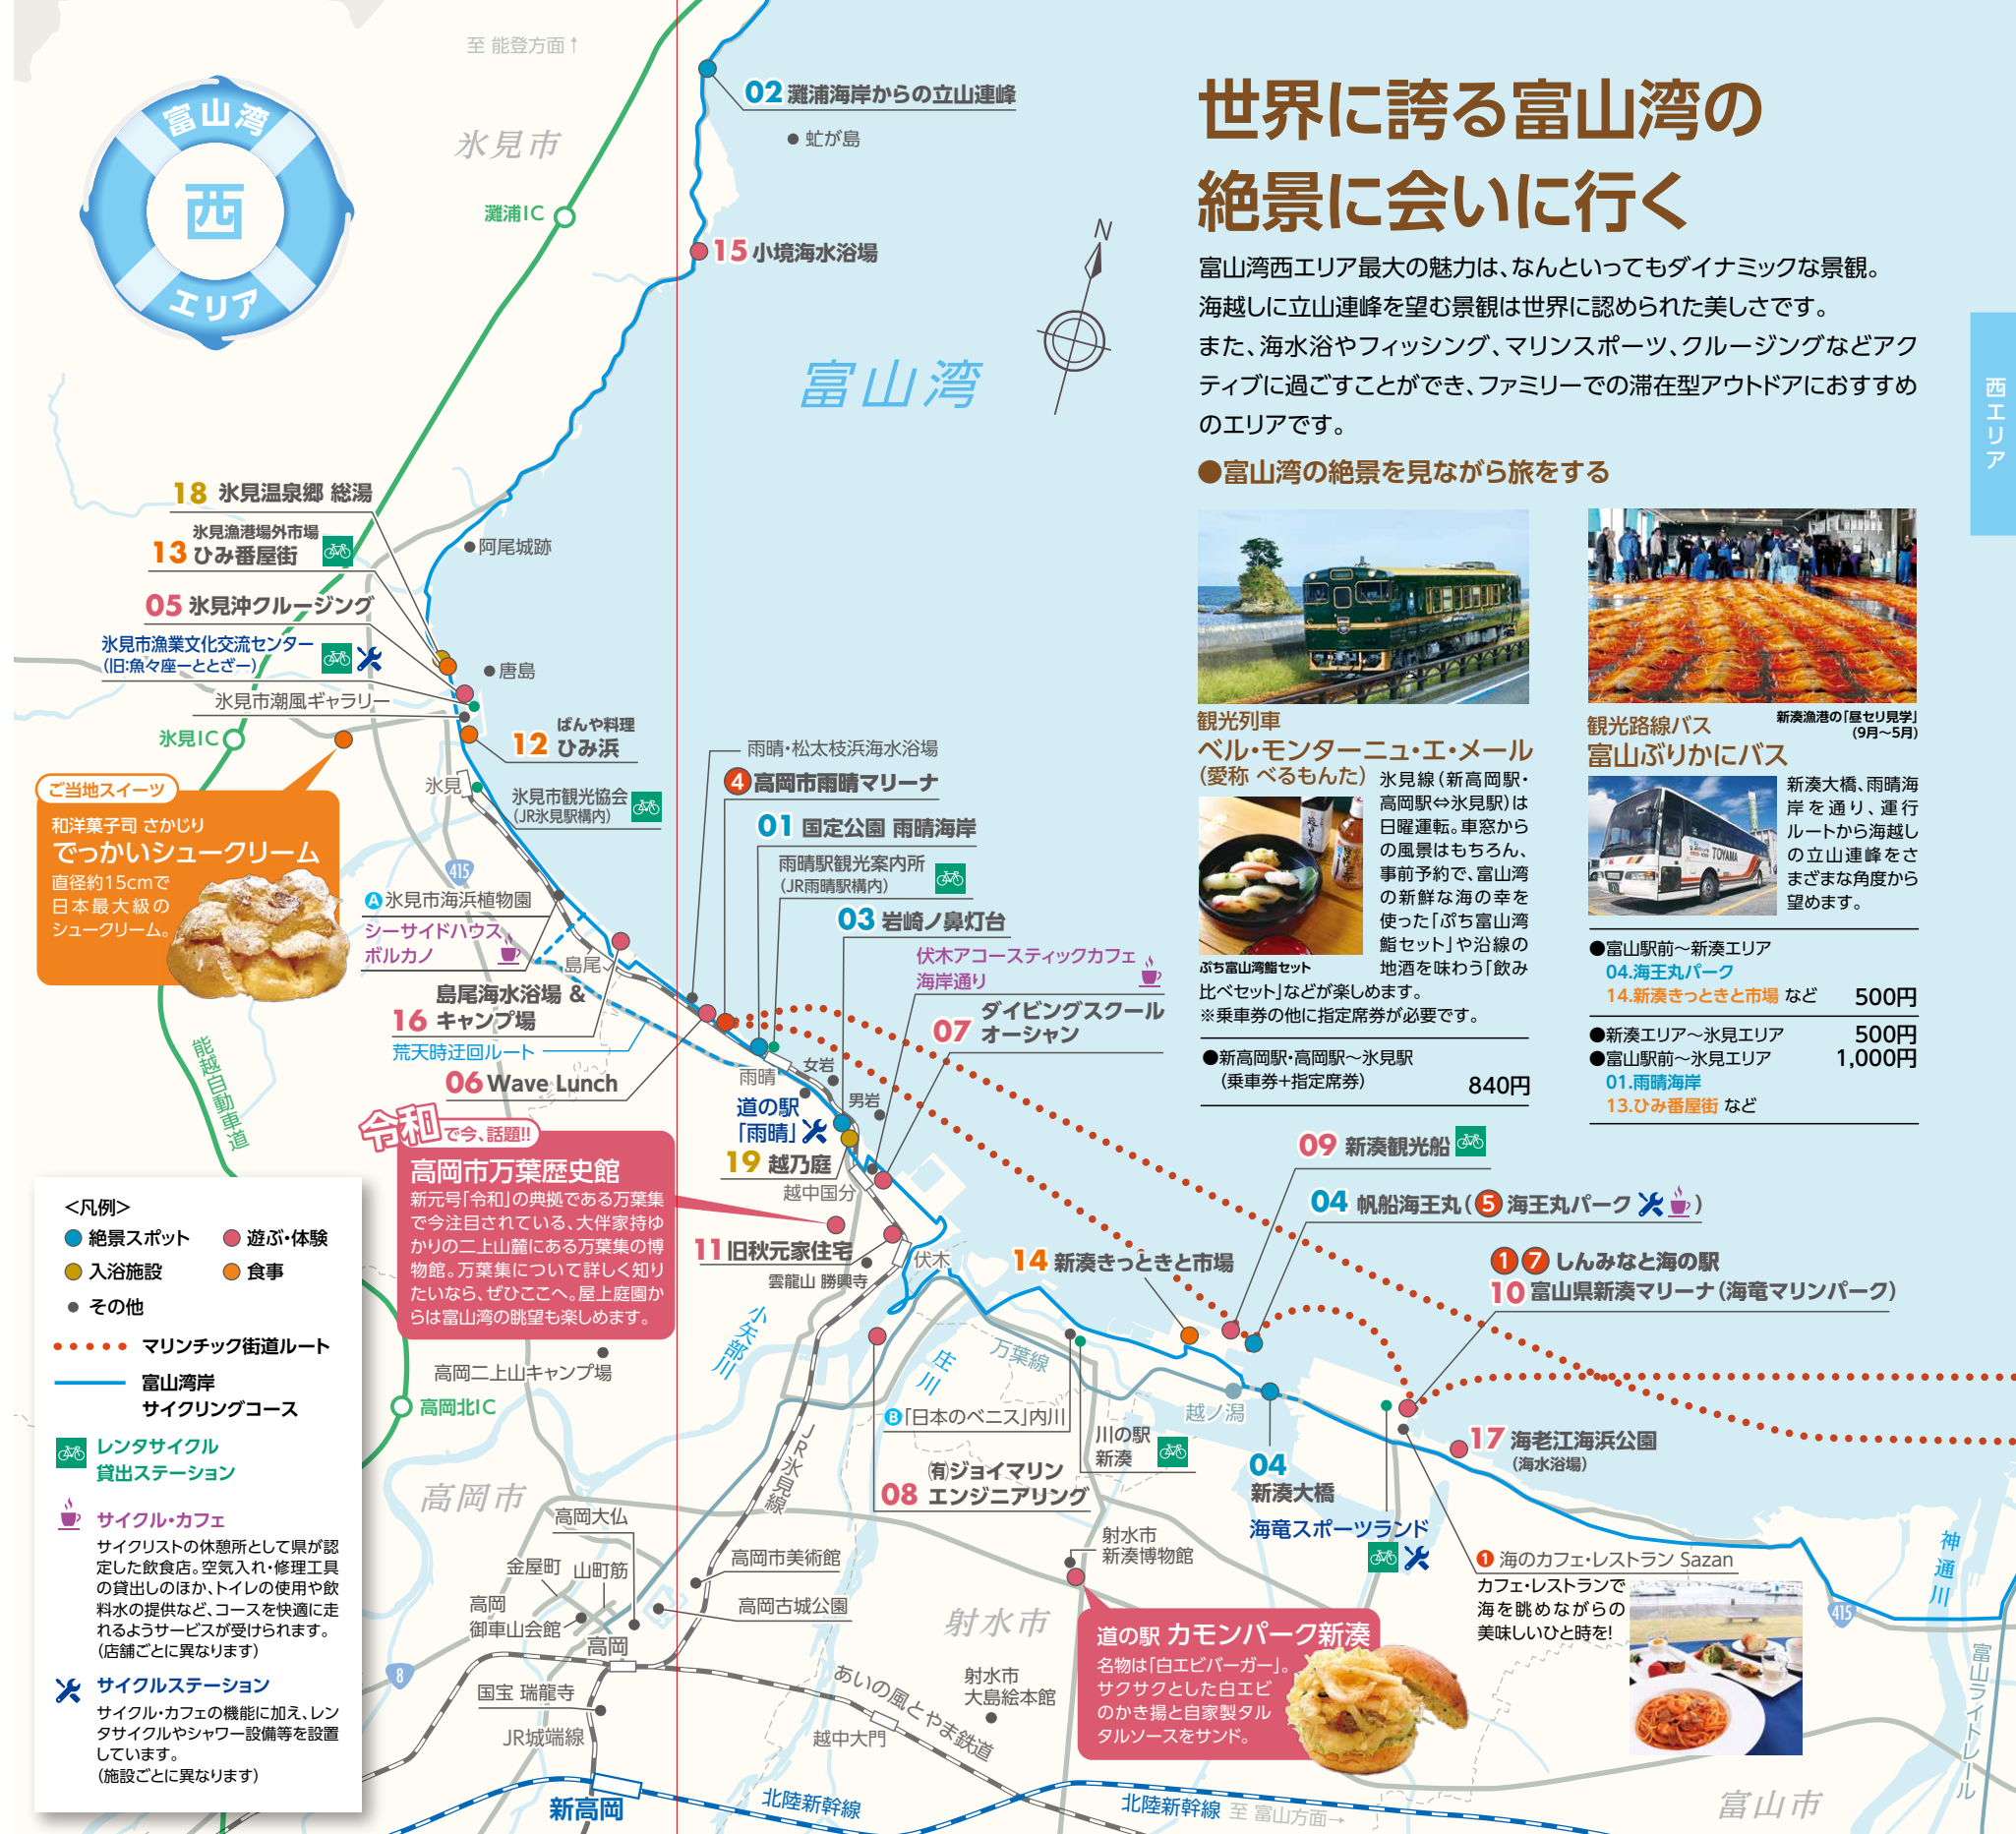 富山湾
西
エリア
至 能登方面↑
氷見市
02 灘浦海岸からの立山連峰
虻が島
灘浦IC
15 小境海水浴場
N
富山湾
世界に誇る富山湾の
絶景に会いに行く
富山湾西エリア最大の魅力は、なんといってもダイナミックな景観。
海越しに立山連峰を望む景観は世界に認められた美しさです。
また、海水浴やフィッシング、マリンスポーツ、クルージングなどアク
ティブに過ごすことができ、ファミリーでの滞在型アウトドアにおすすめ
のエリアです。
西エリア
●富山湾の絶景を見ながら旅をする
観光列車
ベル・モンターニュ・エ・メール
(愛称 べるもんた)
氷見線(新高岡駅・
高岡駅⇔氷見駅)は
日曜運転。車窓から
の風景はもちろん、
事前予約で、富山湾
の新鮮な海の幸を
使った「ぷち富山湾
鮨セット」や沿線の
地酒を味わう「飲み
比べセット」などが楽しめます。
※乗車券の他に指定席券が必要です。
ぷち富山湾鮨セット
●新高岡駅・高岡駅～氷見駅
(乗車券+指定席券)
840円
観光路線バス
富山ぶりかにバス
新湊漁港の「昼セリ見学」
(9月～5月)
新湊大橋、雨晴海
岸を通り、運行
ルートから海越し
の立山連峰をさ
まざまな角度から
望めます。
TOYAMA
●富山駅前～新湊エリア
04.海王丸パーク
14.新湊きっときと市場 など 500円
●新湊エリア～氷見エリア 500円
●富山駅前～氷見エリア 1,000円
01.雨晴海岸
13.ひみ番屋街 など
18 氷見温泉郷 総湯
氷見漁港場外市場
13 ひみ番屋街
05 氷見沖クルージング
氷見市漁業文化交流センター
(旧:魚々座ーととざー)
氷見市潮風ギャラリー
氷見IC
阿尾城跡
唐島
ばんや料理
12 ひみ浜
氷見
氷見市観光協会
(JR氷見駅構内)
ご当地スイーツ
和洋菓子司 さかじり
でっかいシュークリーム
直径約15cmで
日本最大級の
シュークリーム。
415
A 氷見市海浜植物園
シーサイドハウス
ボルカノ
島尾
島尾海水浴場 &
16 キャンプ場
荒天時迂回ルート
06 Wave Lunch
雨晴・松太枝浜海水浴場
4 高岡市雨晴マリーナ
01 国定公園 雨晴海岸
雨晴駅観光案内所
(JR雨晴駅構内)
03 岩崎ノ鼻灯台
伏木アコースティックカフェ
海岸通り
ダイビングスクール
07 オーシャン
雨晴
女岩
男岩
道の駅
「雨晴」
19 越乃庭
越中国分
能越自動車道
令和で今、話題!!
高岡市万葉歴史館
新元号「令和」の典拠である万葉集
で今注目されている、大伴家持ゆ
かりの二上山麓にある万葉集の博
物館。万葉集について詳しく知り
たいなら、ぜひここへ。屋上庭園か
らは富山湾の眺望も楽しめます。
11 旧秋元家住宅
雲龍山 勝興寺
伏木
高岡二上山キャンプ場
高岡北IC
小矢部川
庄川
万葉線
JR氷見線
09 新湊観光船
04 帆船海王丸(5 海王丸パーク)
14 新湊きっときと市場
1 7 しんみなと海の駅
10 富山県新湊マリーナ(海竜マリンパーク)
B「日本のベニス」内川
川の駅
新湊
越ノ潟
04
新湊大橋
海竜スポーツランド
17 海老江海浜公園
(海水浴場)
㈲ジョイマリン
08 エンジニアリング
射水市
新湊博物館
1 海のカフェ・レストラン Sazan
カフェ・レストランで
海を眺めながらの
美味しいひと時を!
415
神通川
富山ライトレール
<凡例>
絶景スポット
遊ぶ・体験
入浴施設
食事
その他
マリンチック街道ルート
富山湾岸
サイクリングコース
レンタサイクル
貸出ステーション
サイクル・カフェ
サイクリストの休憩所として県が認
定した飲食店。空気入れ・修理工具
の貸出しのほか、トイレの使用や飲
料水の提供など、コースを快適に走
れるようサービスが受けられます。
(店舗ごとに異なります)
サイクルステーション
サイクル・カフェの機能に加え、レン
タサイクルやシャワー設備等を設置
しています。
(施設ごとに異なります)
高岡市
高岡大仏
金屋町
山町筋
高岡
御車山会館
高岡
高岡市美術館
高岡古城公園
8
国宝 瑞龍寺
JR城端線
新高岡
北陸新幹線
あいの風とやま鉄道
越中大門
射水市
射水市
大島絵本館
道の駅 カモンパーク新湊
名物は「白エビバーガー」。
サクサクとした白エビ
のかき揚と自家製タル
タルソースをサンド。
北陸新幹線
至 富山方面→
富山市